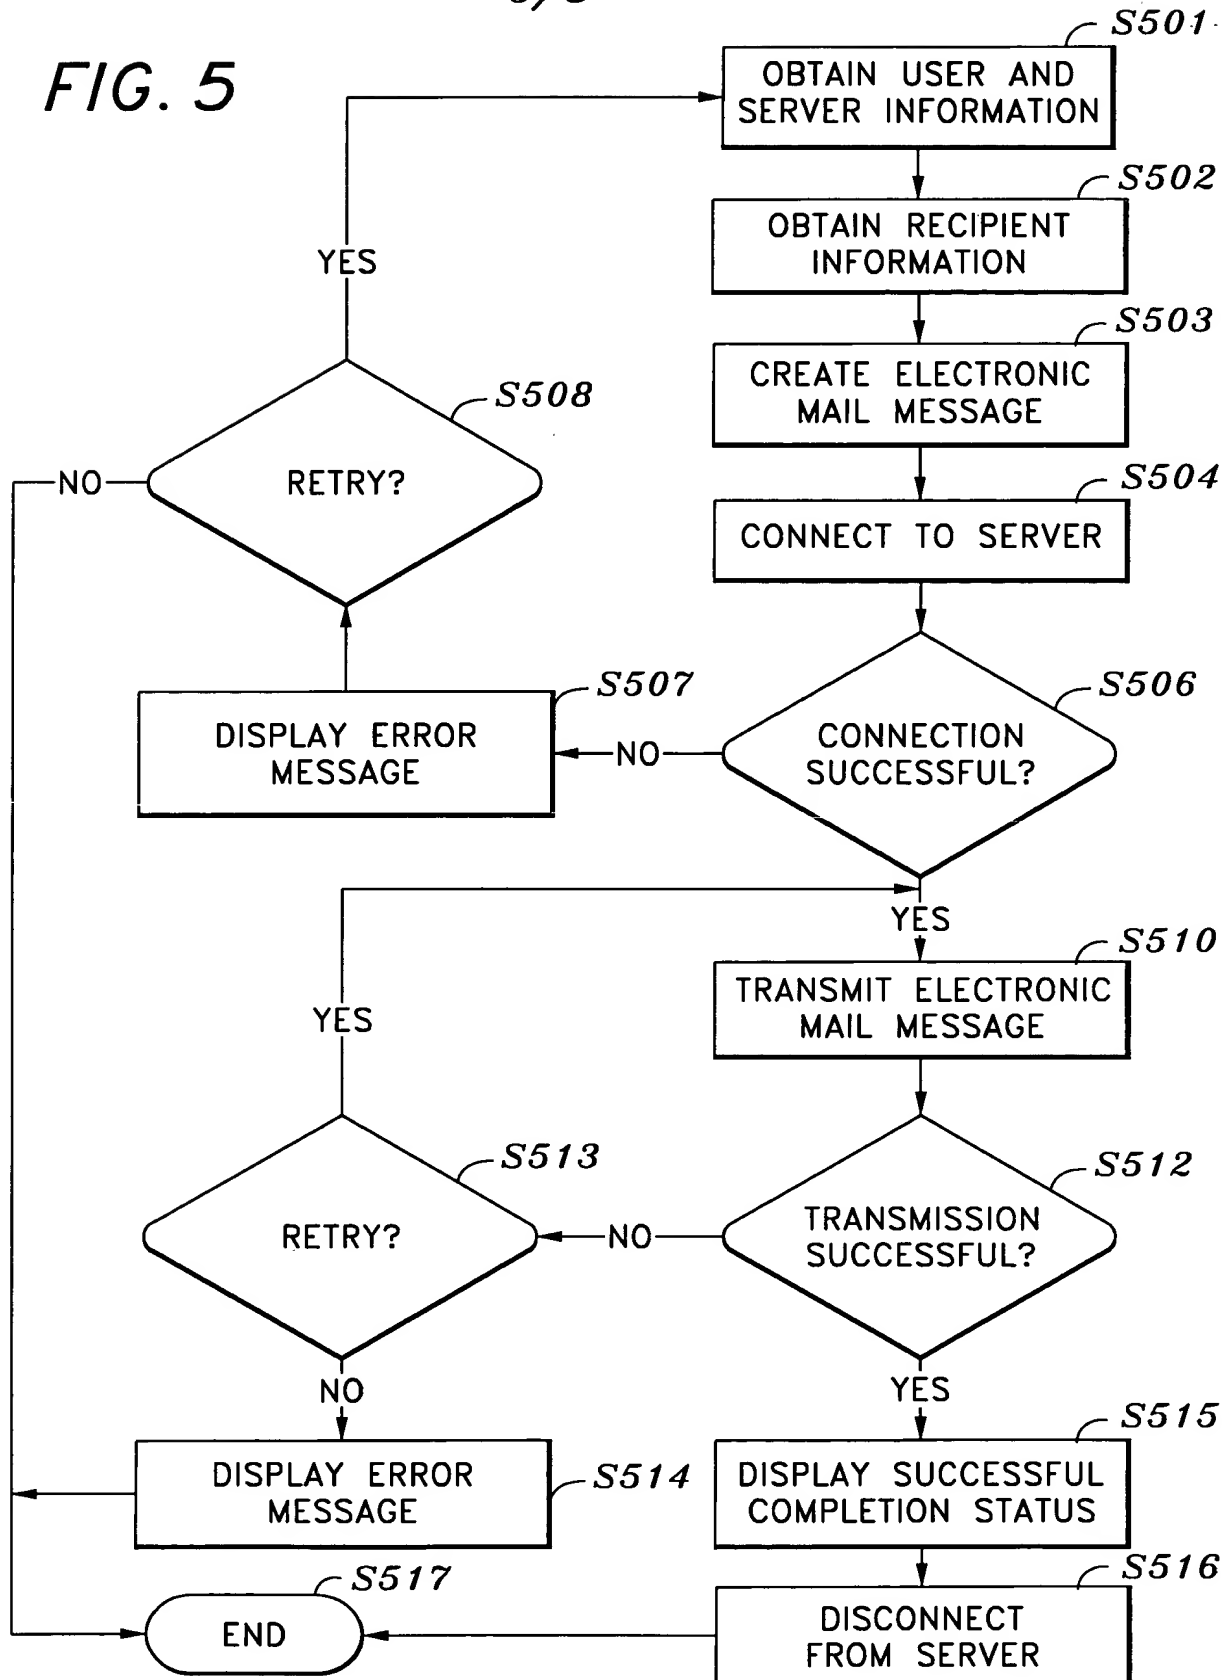 FIG. 5
S501
OBTAIN USER AND
SERVER INFORMATION
S502
OBTAIN RECIPIENT
INFORMATION
YES
S503
CREATE ELECTRONIC
MAIL MESSAGE
S508
RETRY?
NO
S504
CONNECT TO SERVER
S507
DISPLAY ERROR
MESSAGE
NO
S506
CONNECTION
SUCCESSFUL?
YES
S510
TRANSMIT ELECTRONIC
MAIL MESSAGE
YES
S513
RETRY?
NO
S512
TRANSMISSION
SUCCESSFUL?
NO
YES
S514
DISPLAY ERROR
MESSAGE
S515
DISPLAY SUCCESSFUL
COMPLETION STATUS
S517
END
S516
DISCONNECT
FROM SERVER